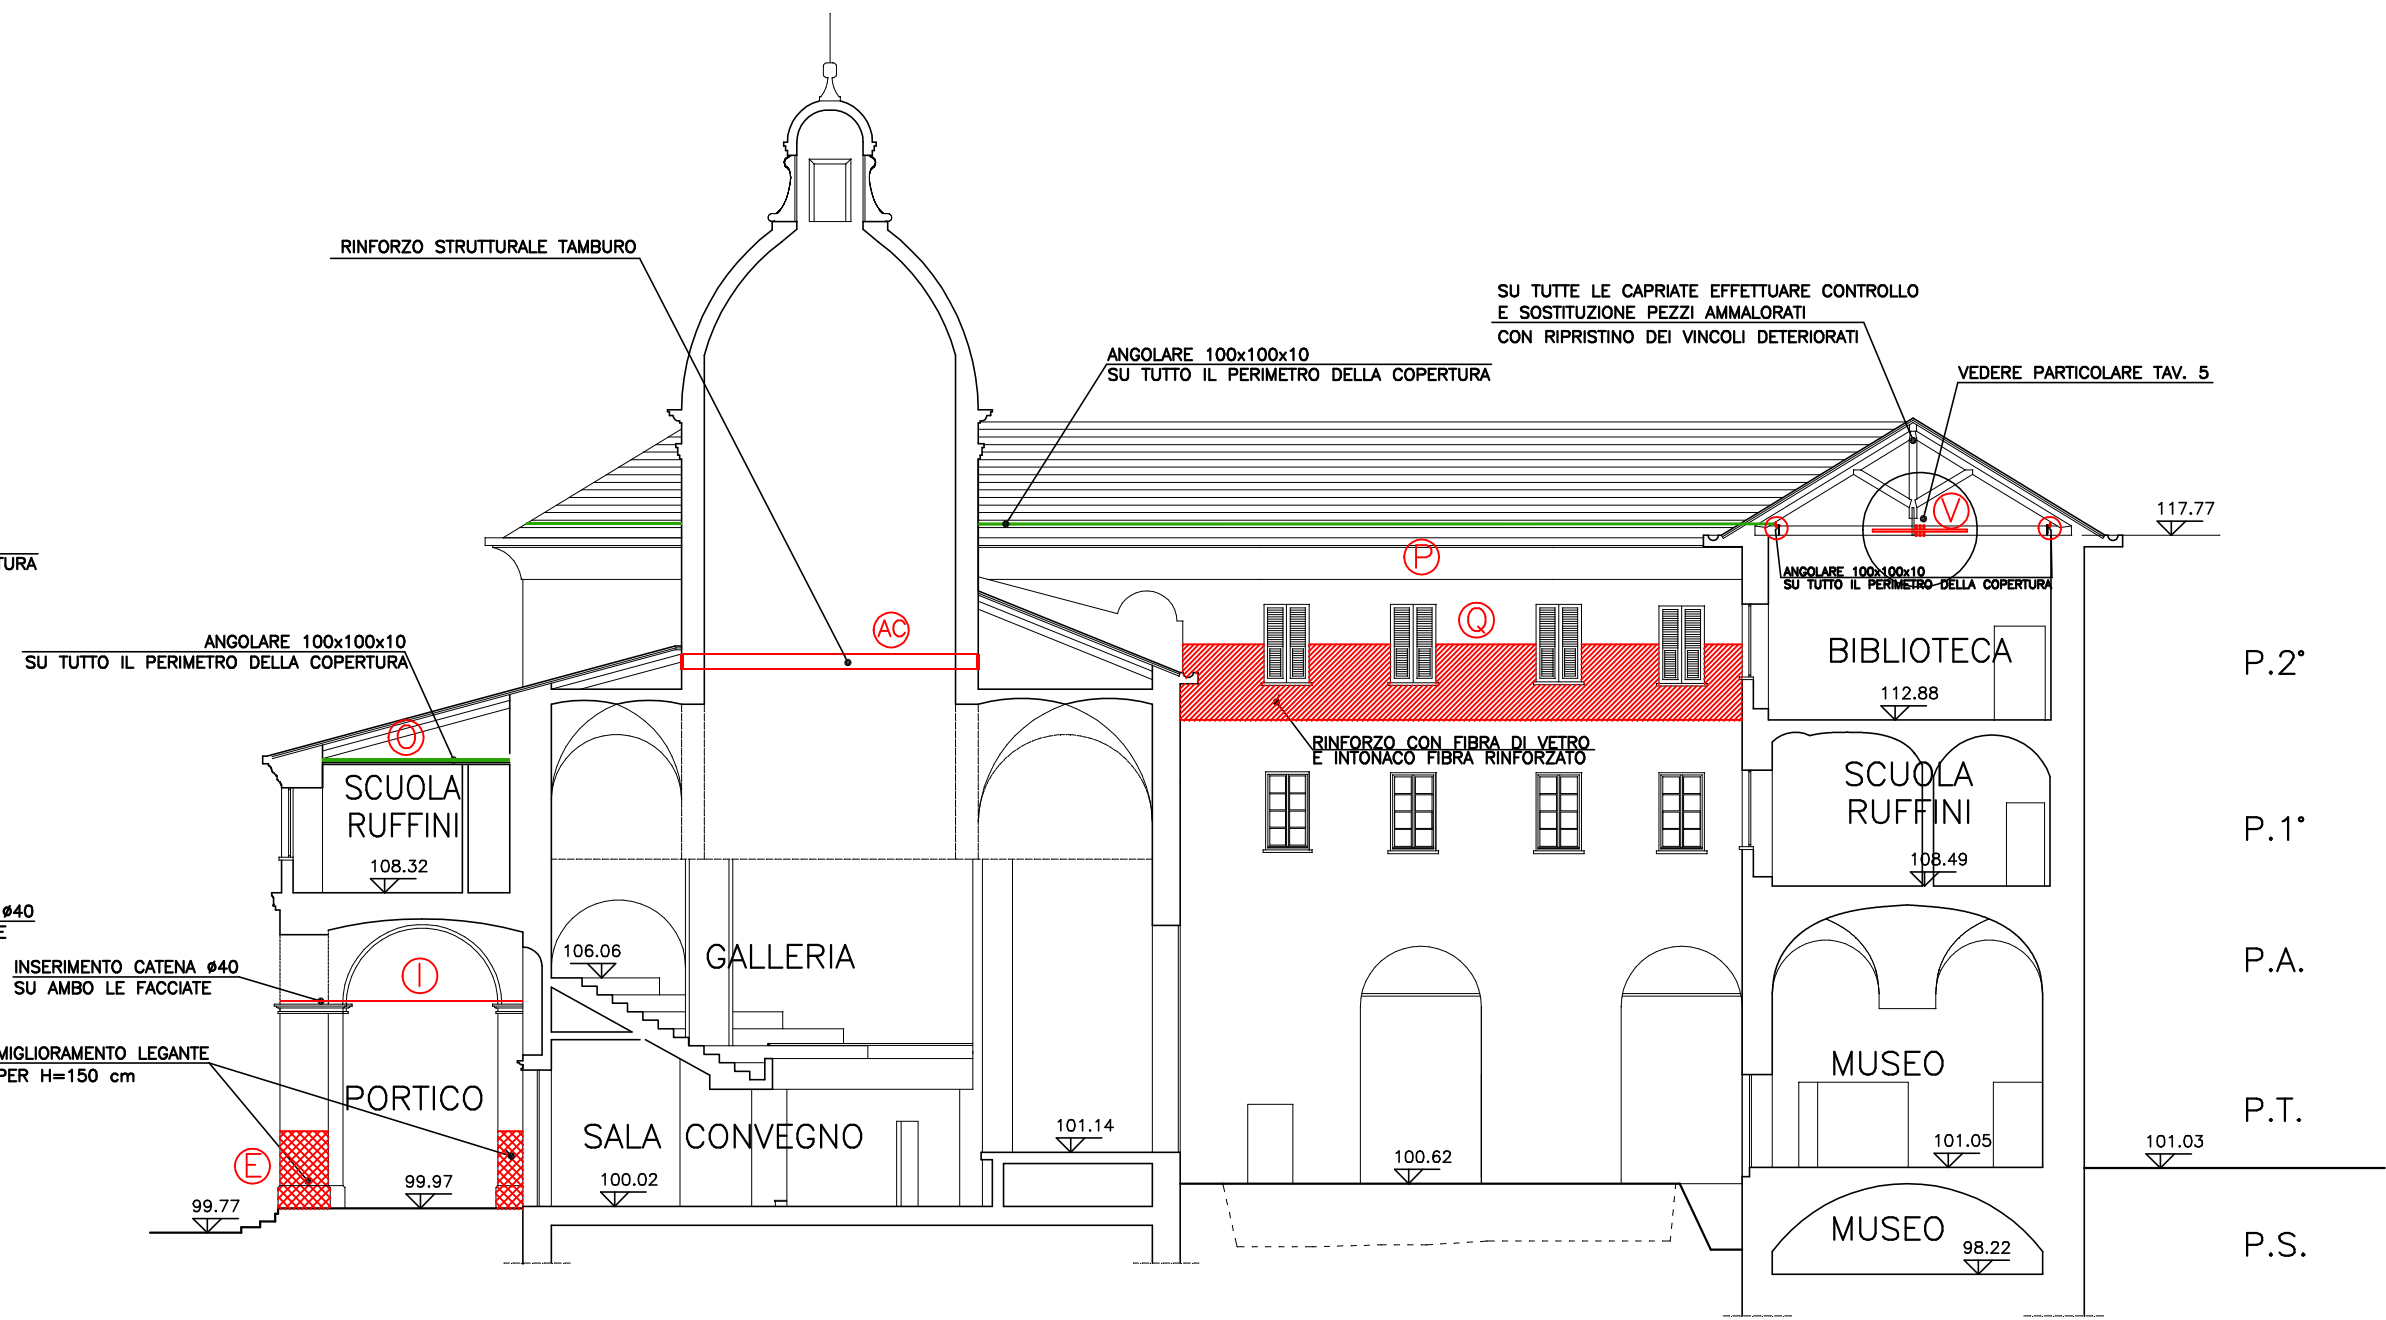 RINFORZO STRUTTURALE TAMBURO
SU TUTTE LE CAPRIATE EFFETTUARE CONTROLLO
E SOSTITUZIONE PEZZI AMMALORATI
CON RIPRISTINO DEI VINCOLI DETERIORATI
ANGOLARE 100x100x10
SU TUTTO IL PERIMETRO DELLA COPERTURA
VEDERE PARTICOLARE TAV. 5
V
117.77
TURA
P
ANGOLARE 100x100x10
SU TUTTO IL PERIMETRO DELLA COPERTURA
AC
Q
ANGOLARE 100x100x10
SU TUTTO IL PERIMETRO DELLA COPERTURA
BIBLIOTECA
P.2°
112.88
O
RINFORZO CON FIBRA DI VETRO
E INTONACO FIBRA RINFORZATO
SCUOLA
RUFFINI
SCUOLA
RUFFINI
P.1°
108.32
108.49
ø40
E
INSERIMENTO CATENA ø40
SU AMBO LE FACCIATE
I
106.06
GALLERIA
P.A.
MIGLIORAMENTO LEGANTE
PER H=150 cm
PORTICO
MUSEO
P.T.
SALA CONVEGNO
101.14
101.05
101.03
E
100.62
99.97
100.02
99.77
MUSEO
98.22
P.S.